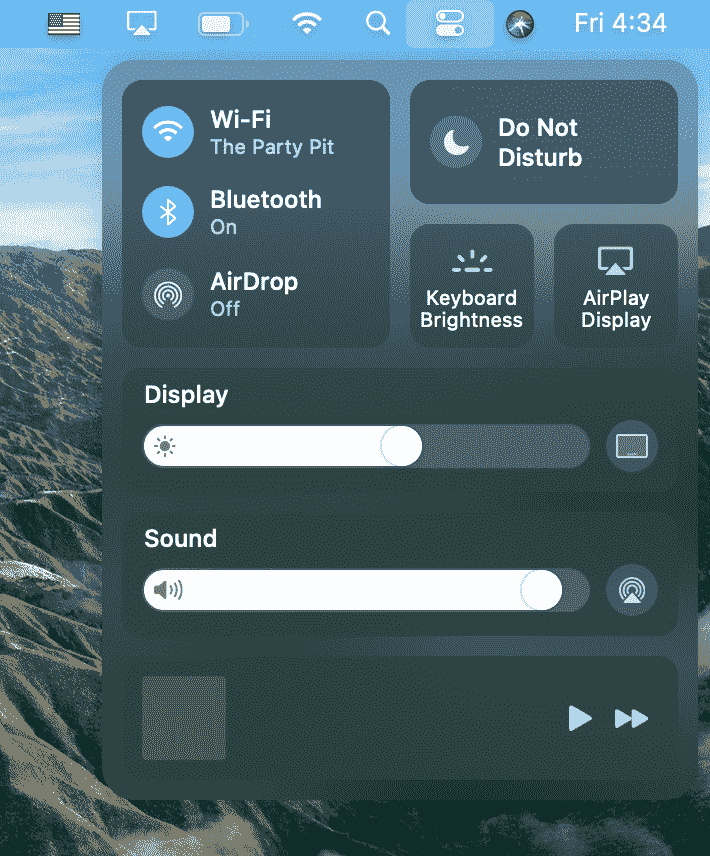 Fri 4:34
Wi-Fi
The Party Pit
Bluetooth
On
AirDrop
Off
Do Not
Disturb
Keyboard
Brightness
AirPlay
Display
Display
Sound